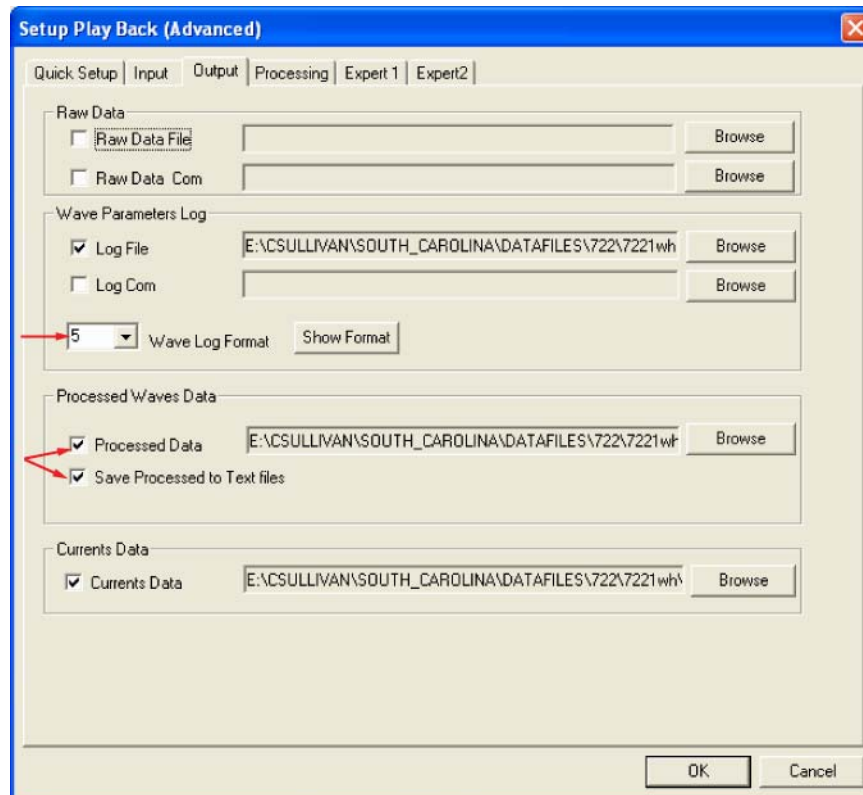 Setup Play Back (Advanced)
Quick Setup Input Output Processing Expert 1 Expert2
Raw Data
Raw Data File Browse
Raw Data Com Browse
Wave Parameters Log
Log File E:\CSULLIVAN\SOUTH_CAROLINA\DATAFILES\722\7221wh Browse
Log Com Browse
5 Wave Log Format Show Format
Processed Waves Data
Processed Data E:\CSULLIVAN\SOUTH_CAROLINA\DATAFILES\722\7221wh Browse
Save Processed to Text files
Currents Data
Currents Data E:\CSULLIVAN\SOUTH_CAROLINA\DATAFILES\722\7221wh\ Browse
OK Cancel